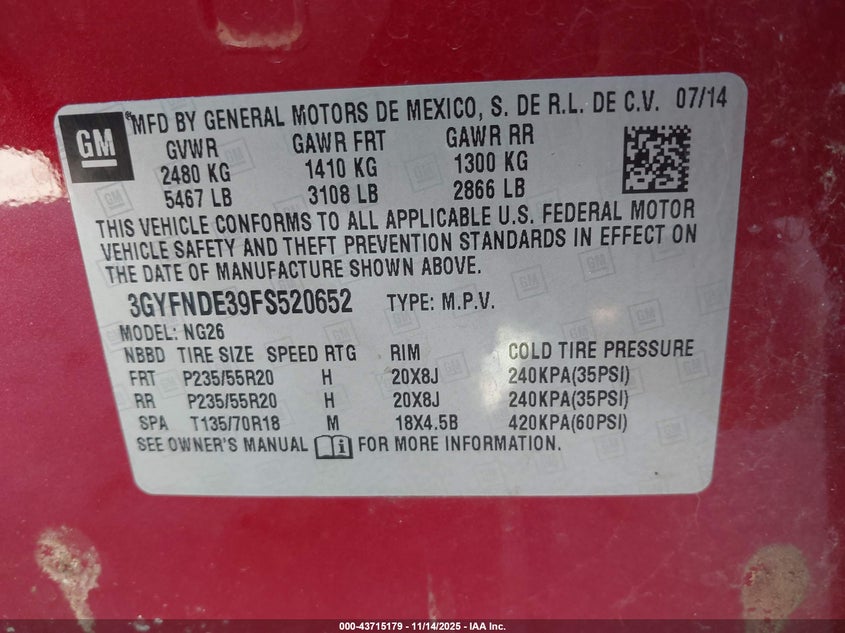 GM
®MFD BY GENERAL MOTORS DE MEXICO, S. DE R.L. DE C.V. 07/14
GVWR GAWR FRT GAWR RR
2480 KG 1410 KG 1300 KG
5467 LB 3108 LB 2866 LB
THIS VEHICLE CONFORMS TO ALL APPLICABLE U.S. FEDERAL MOTOR
VEHICLE SAFETY AND THEFT PREVENTION STANDARDS IN EFFECT ON
THE DATE OF MANUFACTURE SHOWN ABOVE.
3GYFNDE39FS520652 TYPE: M.P.V.
MODEL: NG26
NBBD TIRE SIZE SPEED RTG RIM COLD TIRE PRESSURE
FRT P235/55R20 H 20X8J 240KPA(35PSI)
RR P235/55R20 H 20X8J 240KPA(35PSI)
SPA T135/70R18 M 18X4.5B 420KPA(60PSI)
SEE OWNER'S MANUAL i FOR MORE INFORMATION.
000-43715179 | 11/14/2025 - IAA Inc.